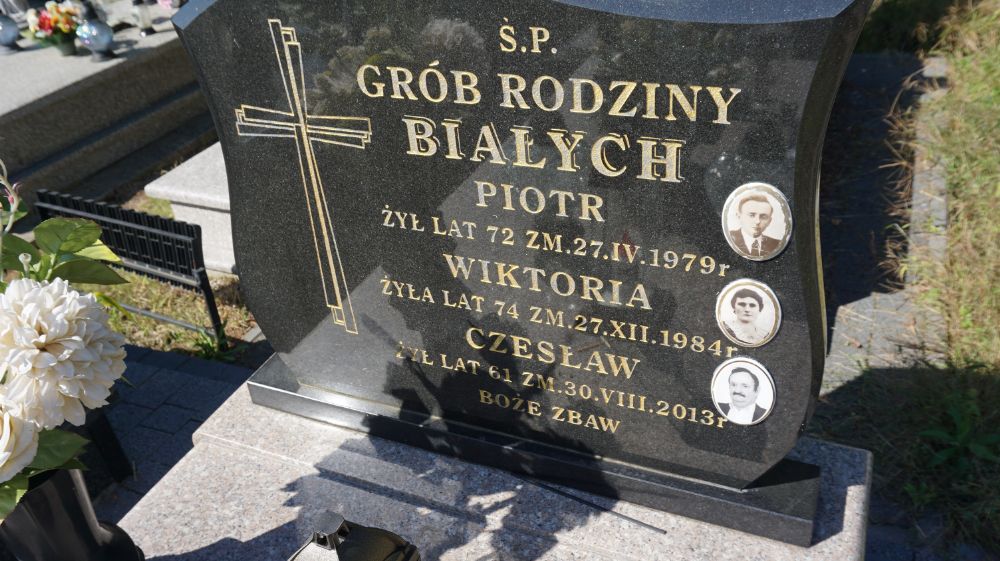 Ś.P.
GRÓB RODZINY
BIAŁYCH
PIOTR
ŻYŁ LAT 72 ZM.27.IV.1979r
WIKTORIA
ŻYŁA LAT 74 ZM.27.XII.1984r
CZESŁAW
ŻYŁ LAT 61 ZM.30.VIII.2013r
BOŻE ZBAW